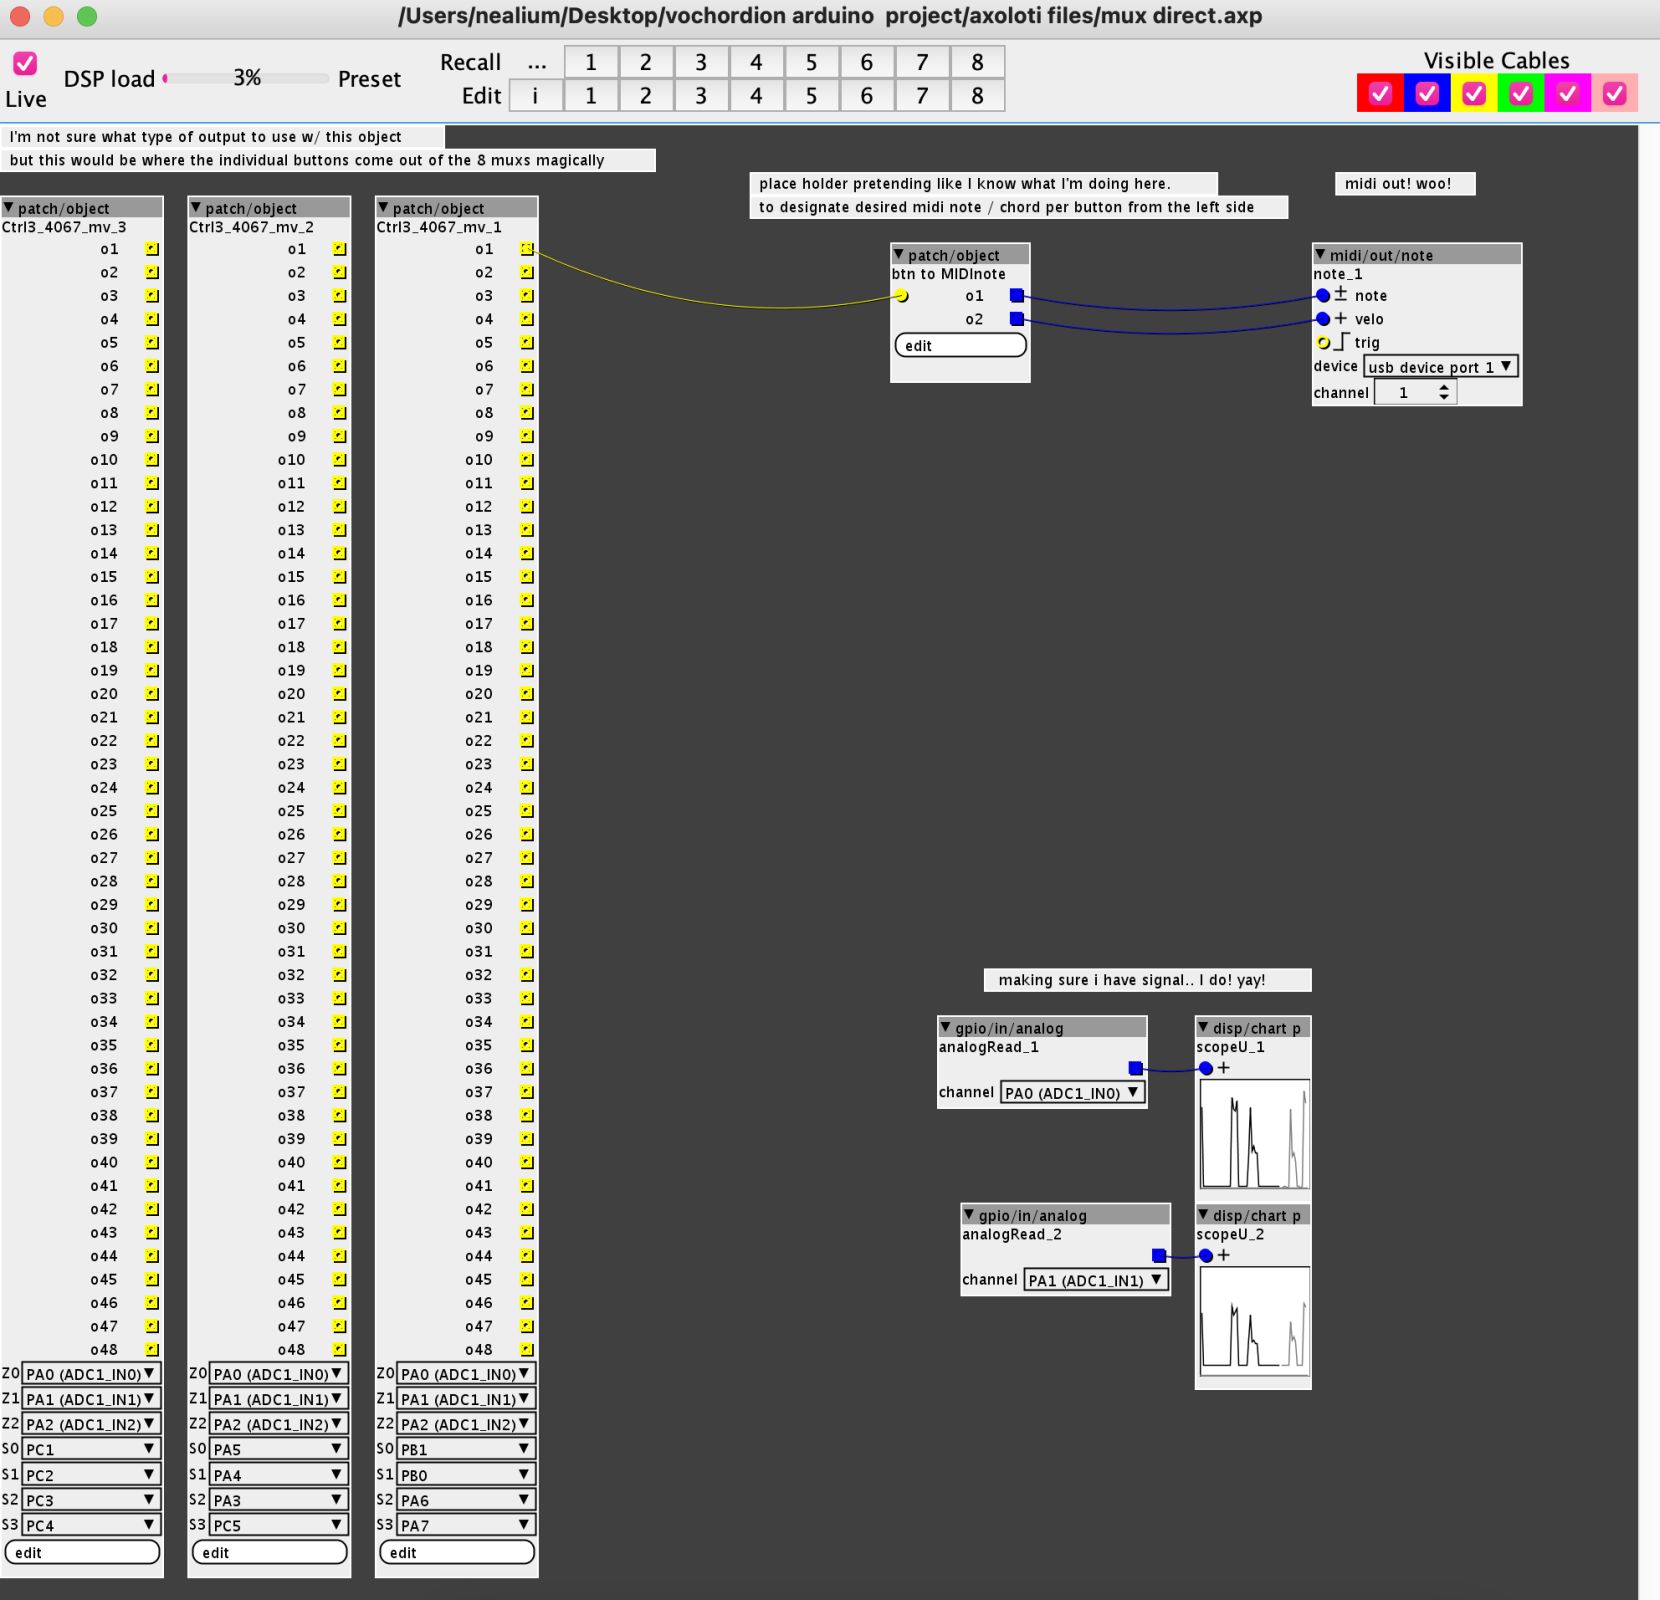 /Users/nealium/Desktop/vochordion arduino  project/axoloti files/mux direct.axp
Live
DSP load 3% Preset
Recall ... 1 2 3 4 5 6 7 8
Edit i 1 2 3 4 5 6 7 8
Visible Cables
I'm not sure what type of output to use w/ this object
but this would be where the individual buttons come out of the 8 muxs magically
place holder pretending like I know what I'm doing here.
to designate desired midi note / chord per button from the left side
midi out! woo!
patch/object
Ctrl3_4067_mv_3
o1
o2
o3
o4
o5
o6
o7
o8
o9
o10
o11
o12
o13
o14
o15
o16
o17
o18
o19
o20
o21
o22
o23
o24
o25
o26
o27
o28
o29
o30
o31
o32
o33
o34
o35
o36
o37
o38
o39
o40
o41
o42
o43
o44
o45
o46
o47
o48
Z0 PA0 (ADC1_IN0)
Z1 PA1 (ADC1_IN1)
Z2 PA2 (ADC1_IN2)
S0 PC1
S1 PC2
S2 PC3
S3 PC4
edit
patch/object
Ctrl3_4067_mv_2
o1
o2
o3
o4
o5
o6
o7
o8
o9
o10
o11
o12
o13
o14
o15
o16
o17
o18
o19
o20
o21
o22
o23
o24
o25
o26
o27
o28
o29
o30
o31
o32
o33
o34
o35
o36
o37
o38
o39
o40
o41
o42
o43
o44
o45
o46
o47
o48
Z0 PA0 (ADC1_IN0)
Z1 PA1 (ADC1_IN1)
Z2 PA2 (ADC1_IN2)
S0 PA5
S1 PA4
S2 PA3
S3 PC5
edit
patch/object
Ctrl3_4067_mv_1
o1
o2
o3
o4
o5
o6
o7
o8
o9
o10
o11
o12
o13
o14
o15
o16
o17
o18
o19
o20
o21
o22
o23
o24
o25
o26
o27
o28
o29
o30
o31
o32
o33
o34
o35
o36
o37
o38
o39
o40
o41
o42
o43
o44
o45
o46
o47
o48
Z0 PA0 (ADC1_IN0)
Z1 PA1 (ADC1_IN1)
Z2 PA2 (ADC1_IN2)
S0 PB1
S1 PB0
S2 PA6
S3 PA7
edit
patch/object
btn to MIDInote
o1
o2
edit
midi/out/note
note_1
± note
+ velo
trig
device usb device port 1
channel 1
making sure i have signal.. I do! yay!
gpio/in/analog
analogRead_1
channel PA0 (ADC1_IN0)
disp/chart p
scopeU_1
+
gpio/in/analog
analogRead_2
channel PA1 (ADC1_IN1)
disp/chart p
scopeU_2
+